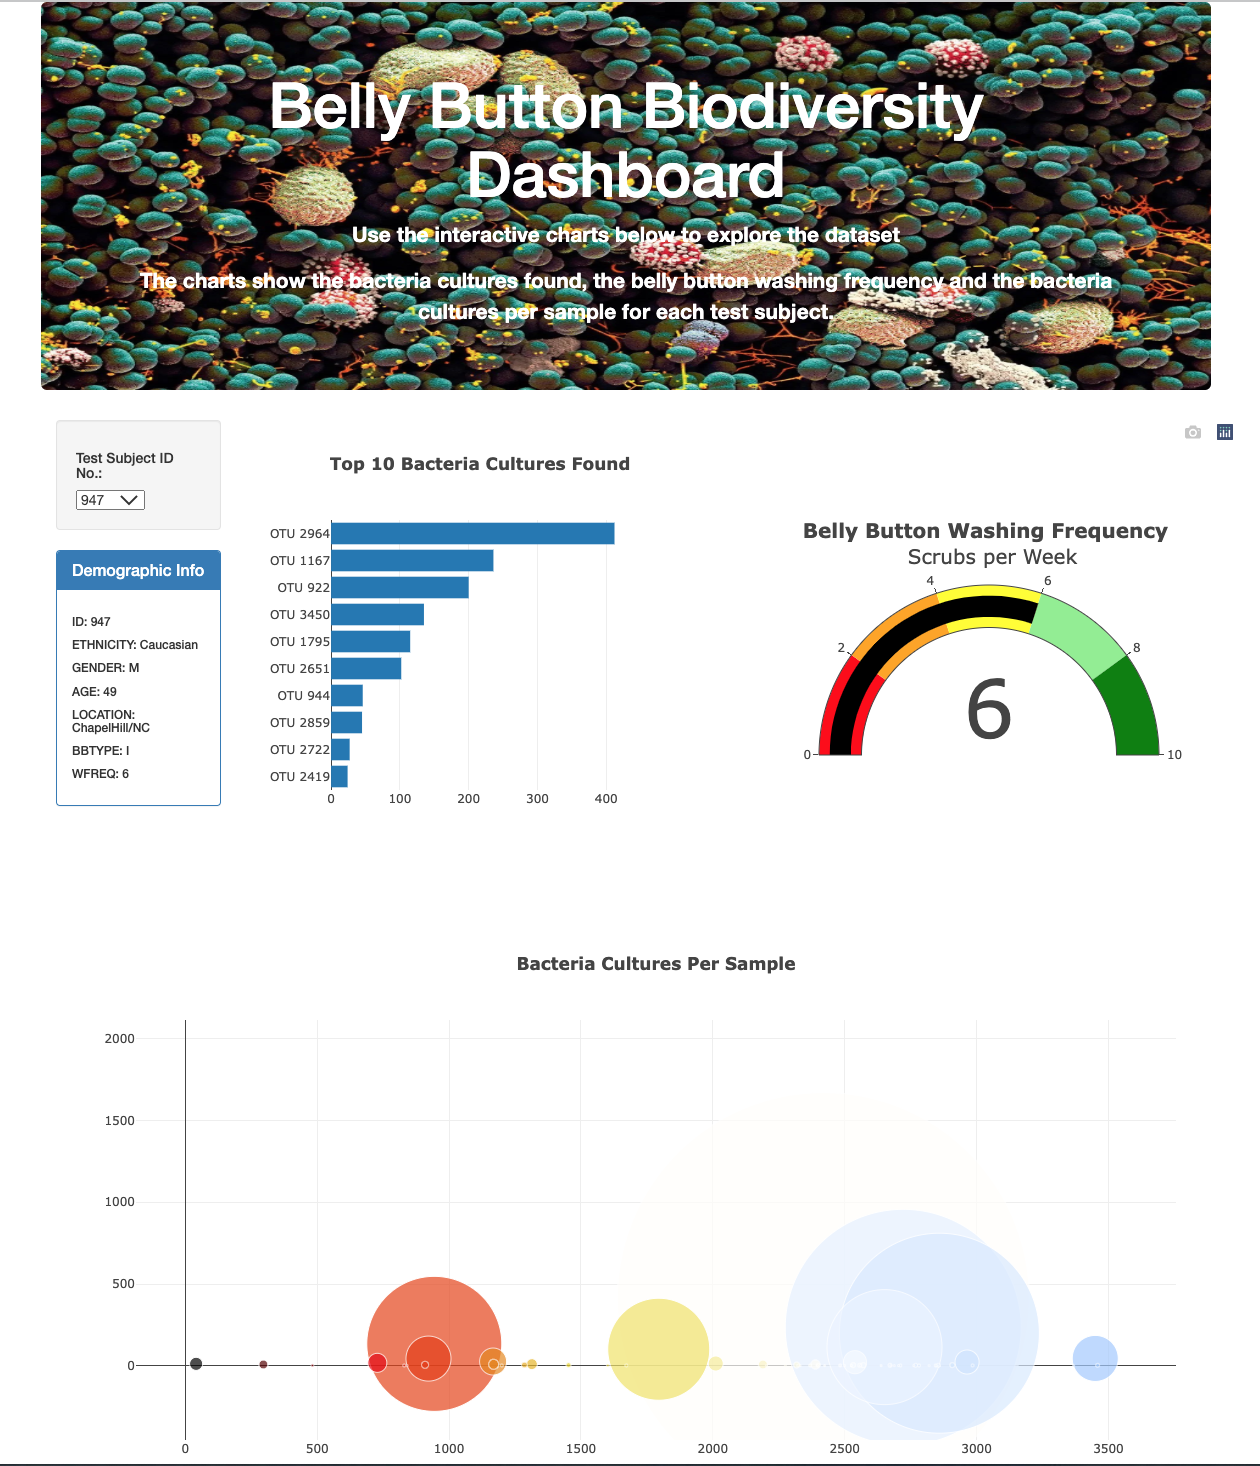 Belly Button Biodiversity
Dashboard
Use the interactive charts below to explore the dataset
The charts show the bacteria cultures found, the belly button washing frequency and the bacteria
cultures per sample for each test subject.
Test Subject ID
No.:
947
Demographic Info
ID: 947
ETHNICITY: Caucasian
GENDER: M
AGE: 49
LOCATION:
ChapelHill/NC
BBTYPE: I
WFREQ: 6
Top 10 Bacteria Cultures Found
OTU 2964
OTU 1167
OTU 922
OTU 3450
OTU 1795
OTU 2651
OTU 944
OTU 2859
OTU 2722
OTU 2419
0 100 200 300 400
Belly Button Washing Frequency
Scrubs per Week
4 6
2 8
6
0 10
Bacteria Cultures Per Sample
2000
1500
1000
500
0
0 500 1000 1500 2000 2500 3000 3500